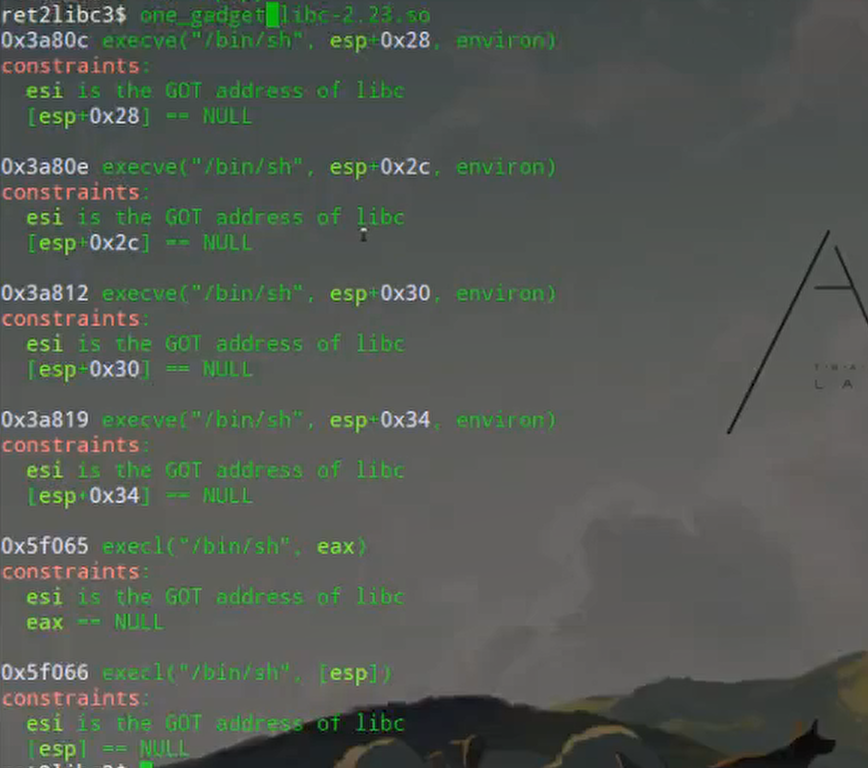 ret2libc3$ one_gadget libc-2.23.so
0x3a80c execve("/bin/sh", esp+0x28, environ)
constraints:
  esi is the GOT address of libc
  [esp+0x28] == NULL
0x3a80e execve("/bin/sh", esp+0x2c, environ)
constraints:
  esi is the GOT address of libc
  [esp+0x2c] == NULL
0x3a812 execve("/bin/sh", esp+0x30, environ)
constraints:
  esi is the GOT address of libc
  [esp+0x30] == NULL
0x3a819 execve("/bin/sh", esp+0x34, environ)
constraints:
  esi is the GOT address of libc
  [esp+0x34] == NULL
0x5f065 execl("/bin/sh", eax)
constraints:
  esi is the GOT address of libc
  eax == NULL
0x5f066 execl("/bin/sh", [esp])
constraints:
  esi is the GOT address of libc
  [esp] == NULL
A
L A